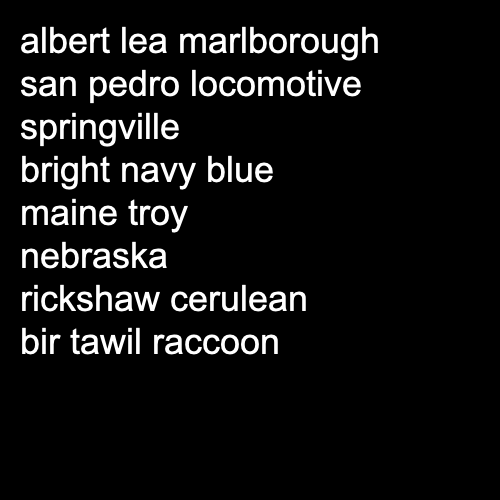 albert lea marlborough
san pedro locomotive
springville
bright navy blue
maine troy
nebraska
rickshaw cerulean
bir tawil raccoon